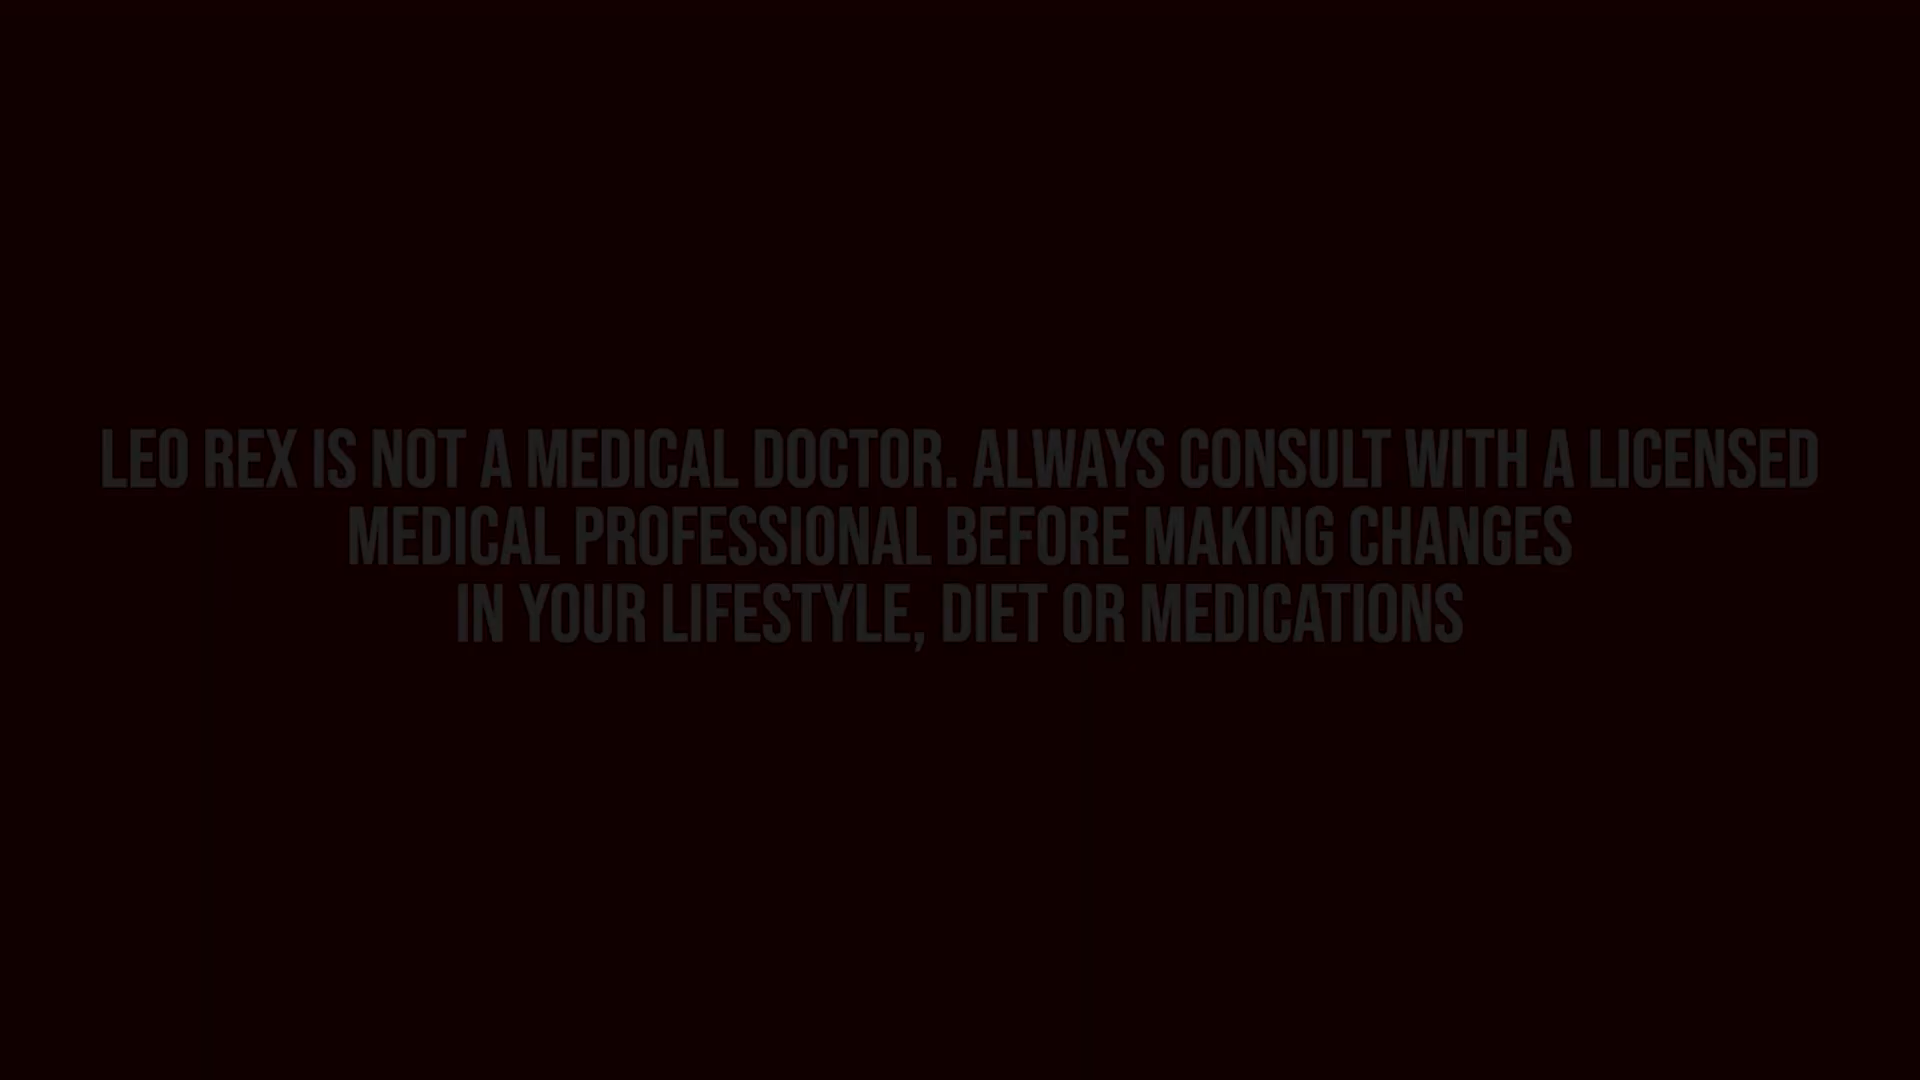 LEO REX IS NOT A MEDICAL DOCTOR. ALWAYS CONSULT WITH A LICENSED
MEDICAL PROFESSIONAL BEFORE MAKING CHANGES
IN YOUR LIFESTYLE, DIET OR MEDICATIONS